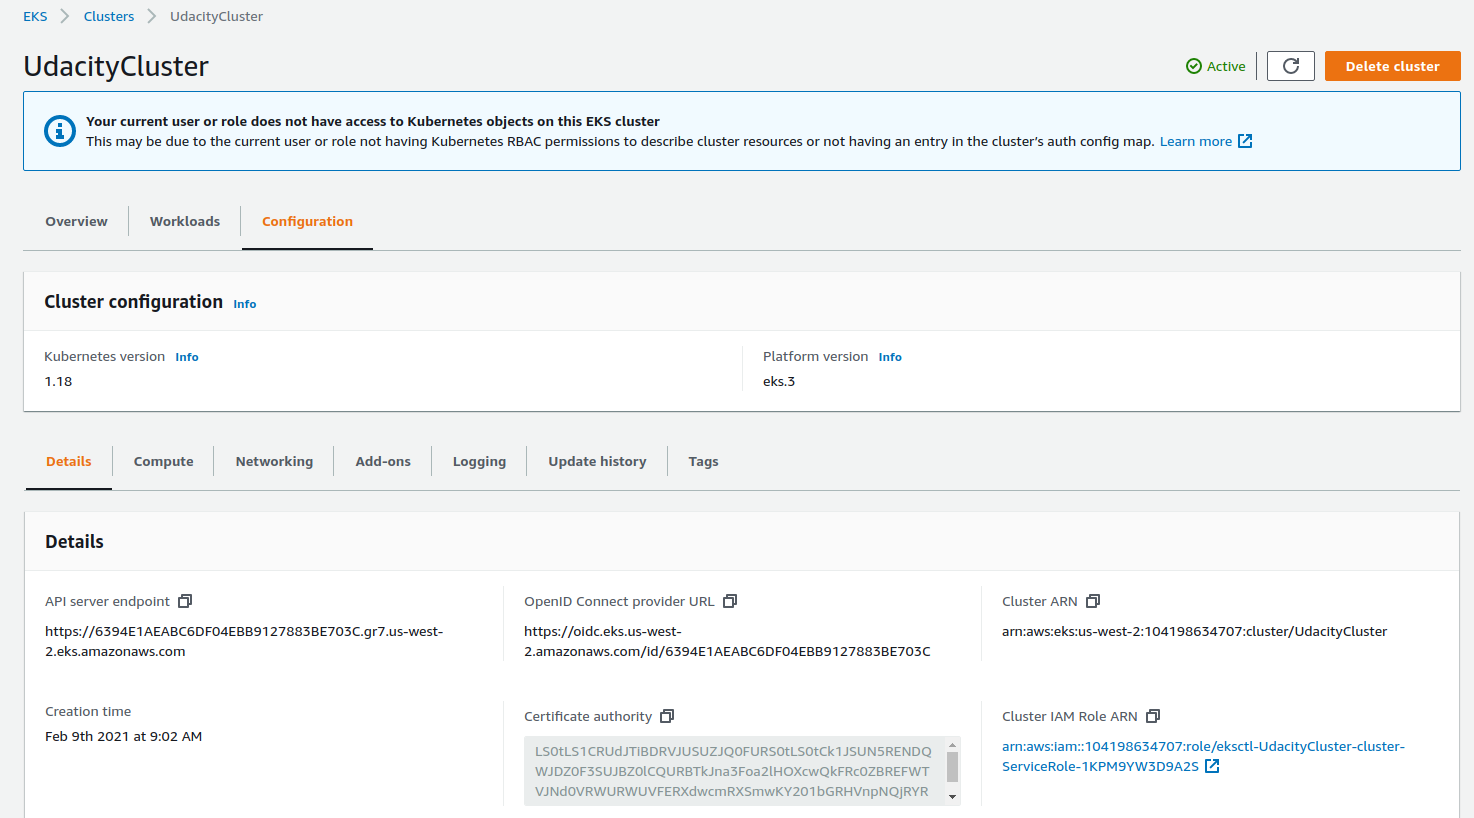 EKS > Clusters > UdacityCluster
UdacityCluster
Active
Delete cluster
Your current user or role does not have access to Kubernetes objects on this EKS cluster
This may be due to the current user or role not having Kubernetes RBAC permissions to describe cluster resources or not having an entry in the cluster's auth config map. Learn more
Overview
Workloads
Configuration
Cluster configuration Info
Kubernetes version Info
1.18
Platform version Info
eks.3
Details
Compute
Networking
Add-ons
Logging
Update history
Tags
Details
API server endpoint
https://6394E1AEABC6DF04EBB9127883BE703C.gr7.us-west-
2.eks.amazonaws.com
OpenID Connect provider URL
https://oidc.eks.us-west-
2.amazonaws.com/id/6394E1AEABC6DF04EBB9127883BE703C
Cluster ARN
arn:aws:eks:us-west-2:104198634707:cluster/UdacityCluster
Creation time
Feb 9th 2021 at 9:02 AM
Certificate authority
LS0tLS1CRUdJTiBDRVJUSUZJQ0FURS0tLS0tCk1JSUN5RENDQ
WJDZ0F3SUJBZ0lCQURBTkJna3Foa2lHOXcwQkFRc0ZBREFWT
VJNd0VRWURWUVFERXdwcmRXSmwKY201bGRHVnpNQjRYR
Cluster IAM Role ARN
arn:aws:iam::104198634707:role/eksctl-UdacityCluster-cluster-
ServiceRole-1KPM9YW3D9A2S